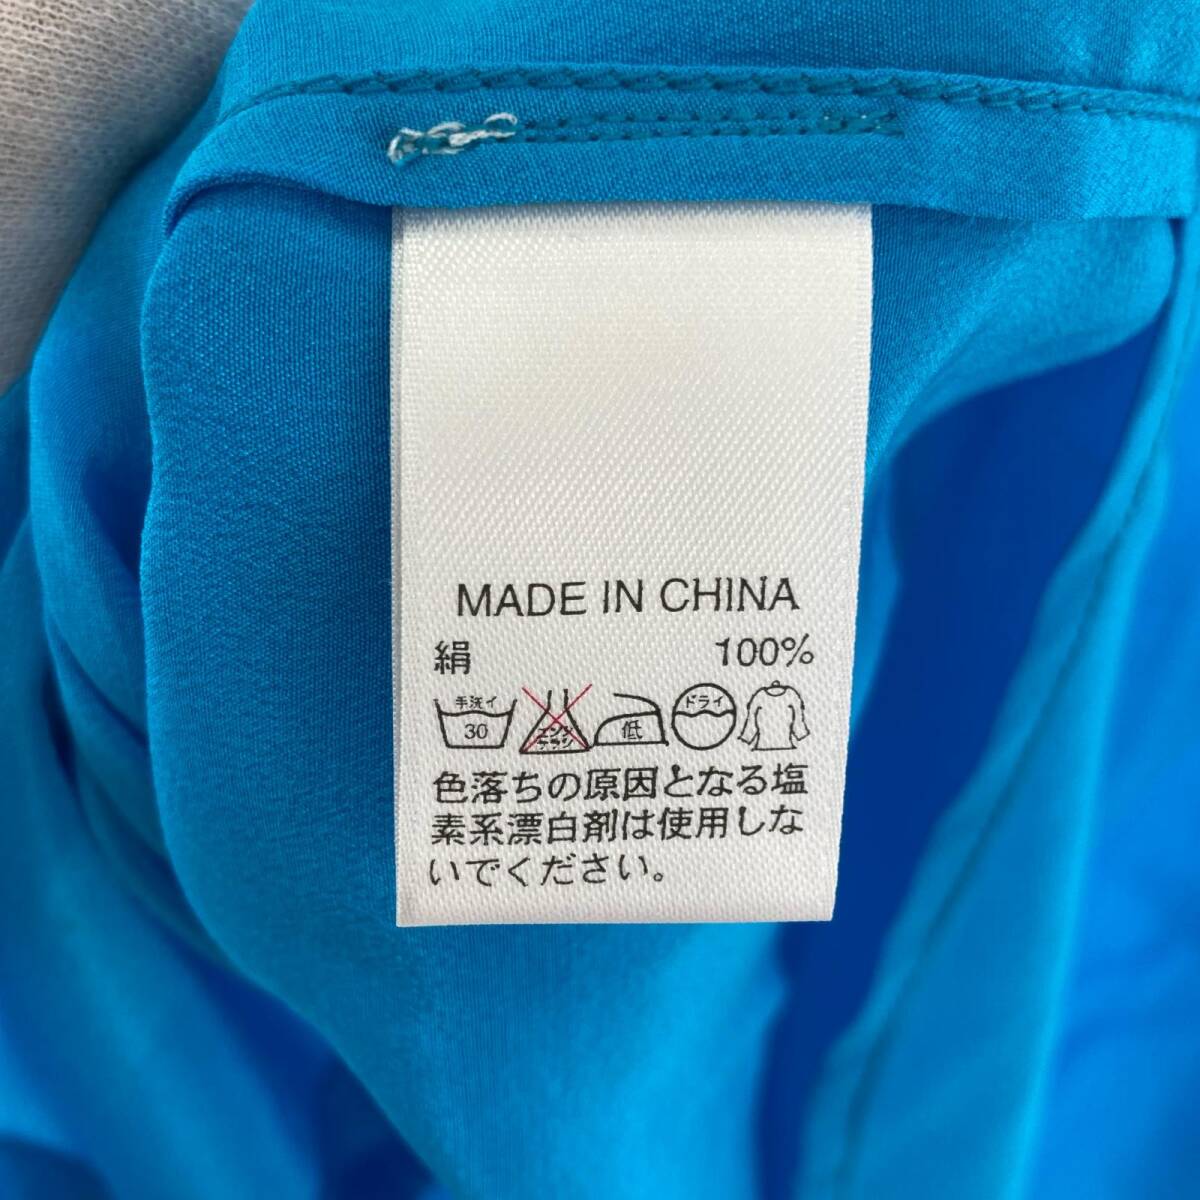 MADE IN CHINA
絹 100%
手洗イ 30 エンソサラシ 低 ドライ
色落ちの原因となる塩
素系漂白剤は使用しな
いでください。